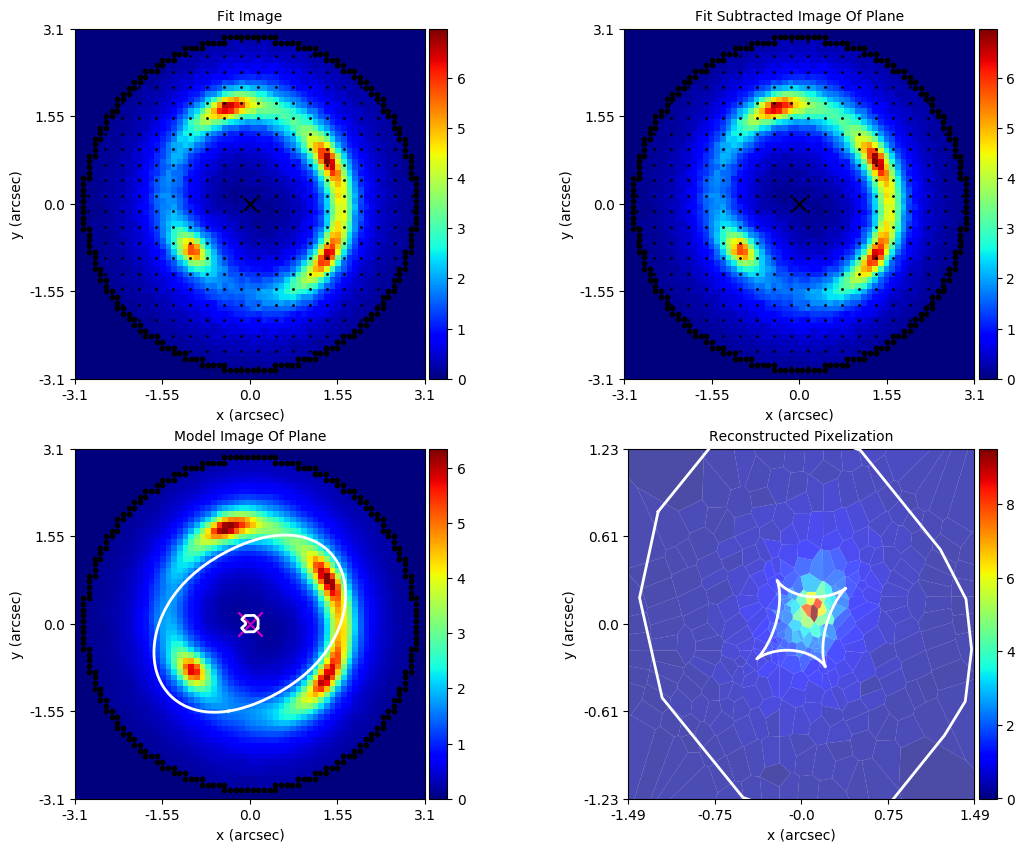 Fit Image
3.1
1.55
0.0
-1.55
-3.1
y (arcsec)
-3.1 -1.55 0.0 1.55 3.1
x (arcsec)
6
5
4
3
2
1
0
Fit Subtracted Image Of Plane
3.1
1.55
0.0
-1.55
-3.1
y (arcsec)
-3.1 -1.55 0.0 1.55 3.1
x (arcsec)
6
5
4
3
2
1
0
Model Image Of Plane
3.1
1.55
0.0
-1.55
-3.1
y (arcsec)
-3.1 -1.55 0.0 1.55 3.1
x (arcsec)
6
5
4
3
2
1
0
Reconstructed Pixelization
1.23
0.61
-0.0
-0.61
-1.23
y (arcsec)
-1.49 -0.75 -0.0 0.75 1.49
x (arcsec)
8
6
4
2
0